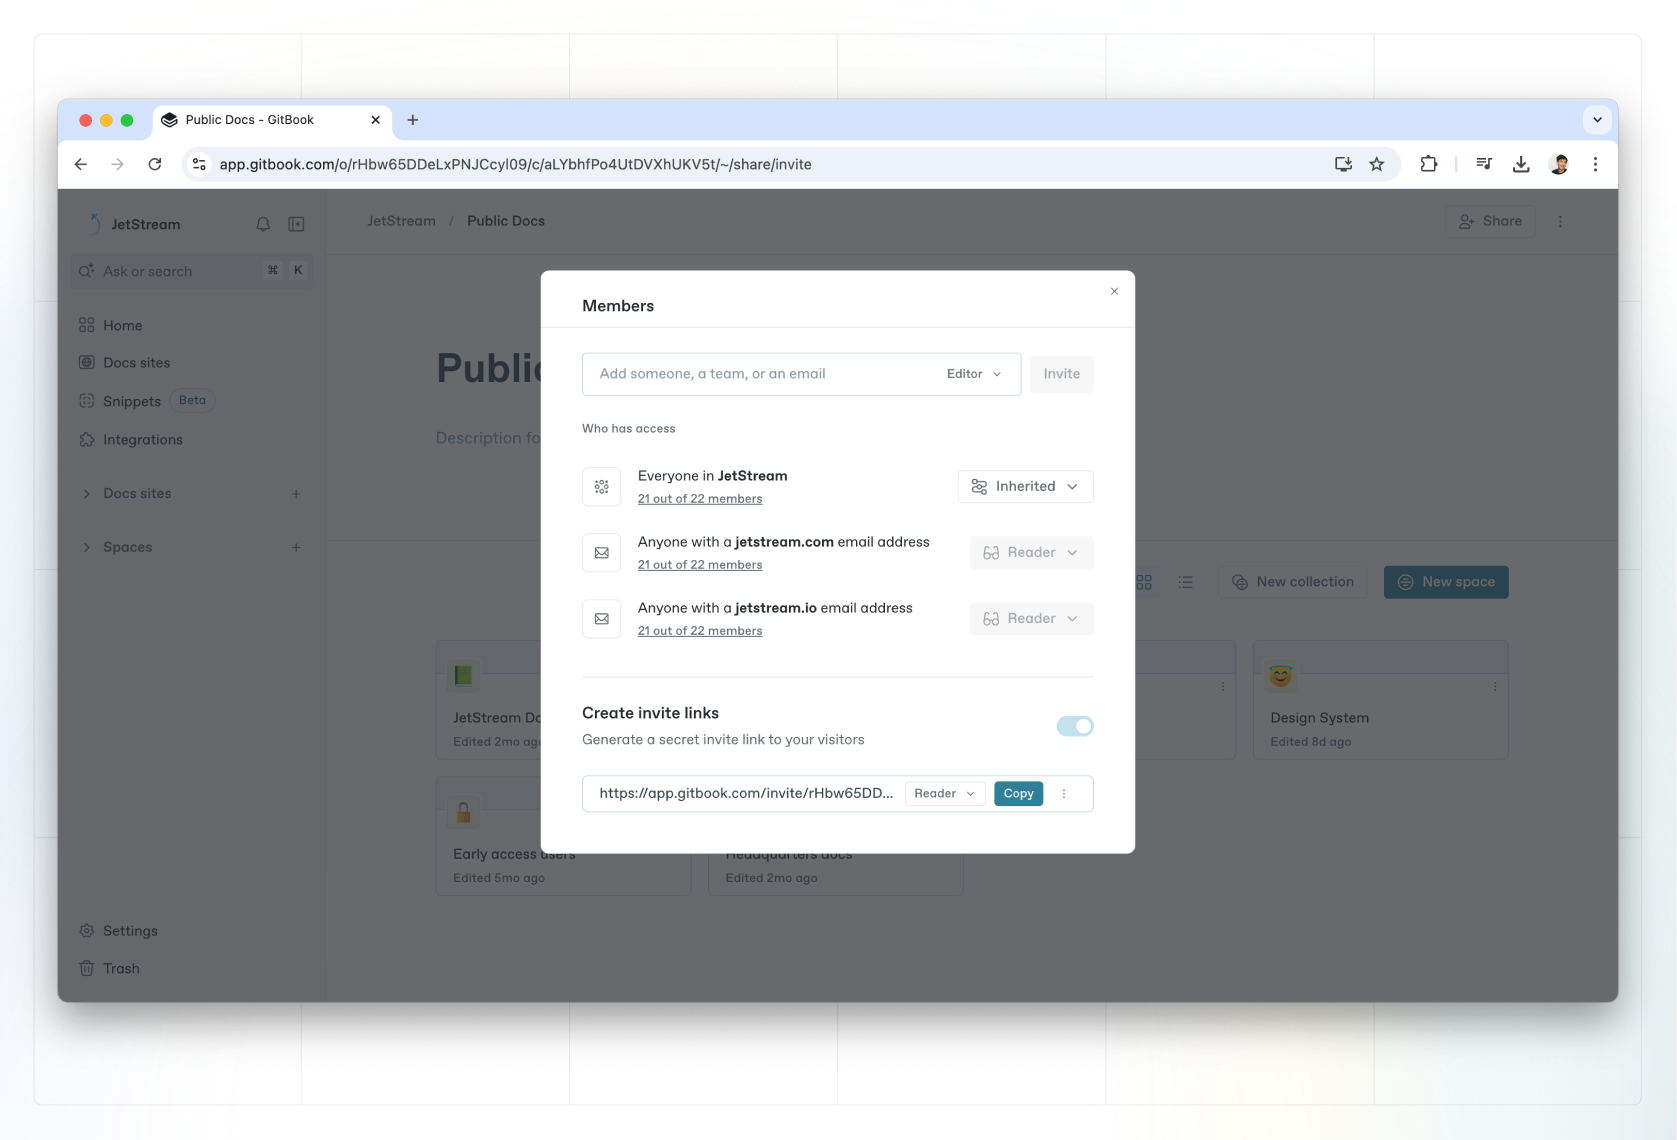 Public Docs - GitBook
app.gitbook.com/o/rHbw65DDeLxPNJCcyl09/c/aLYbhfPo4UtDVXhUKV5t/~/share/invite
JetStream
Ask or search
⌘ K
Home
Docs sites
Snippets Beta
Integrations
Docs sites
Spaces
Settings
Trash
JetStream / Public Docs
Share
Public
Description fo
New collection
New space
JetStream Do
Edited 2mo ago
Design System
Edited 8d ago
Early access users
Edited 5mo ago
Headquarters docs
Edited 2mo ago
Members
Add someone, a team, or an email
Editor
Invite
Who has access
Everyone in JetStream
21 out of 22 members
Inherited
Anyone with a jetstream.com email address
21 out of 22 members
Reader
Anyone with a jetstream.io email address
21 out of 22 members
Reader
Create invite links
Generate a secret invite link to your visitors
https://app.gitbook.com/invite/rHbw65DD...
Reader
Copy